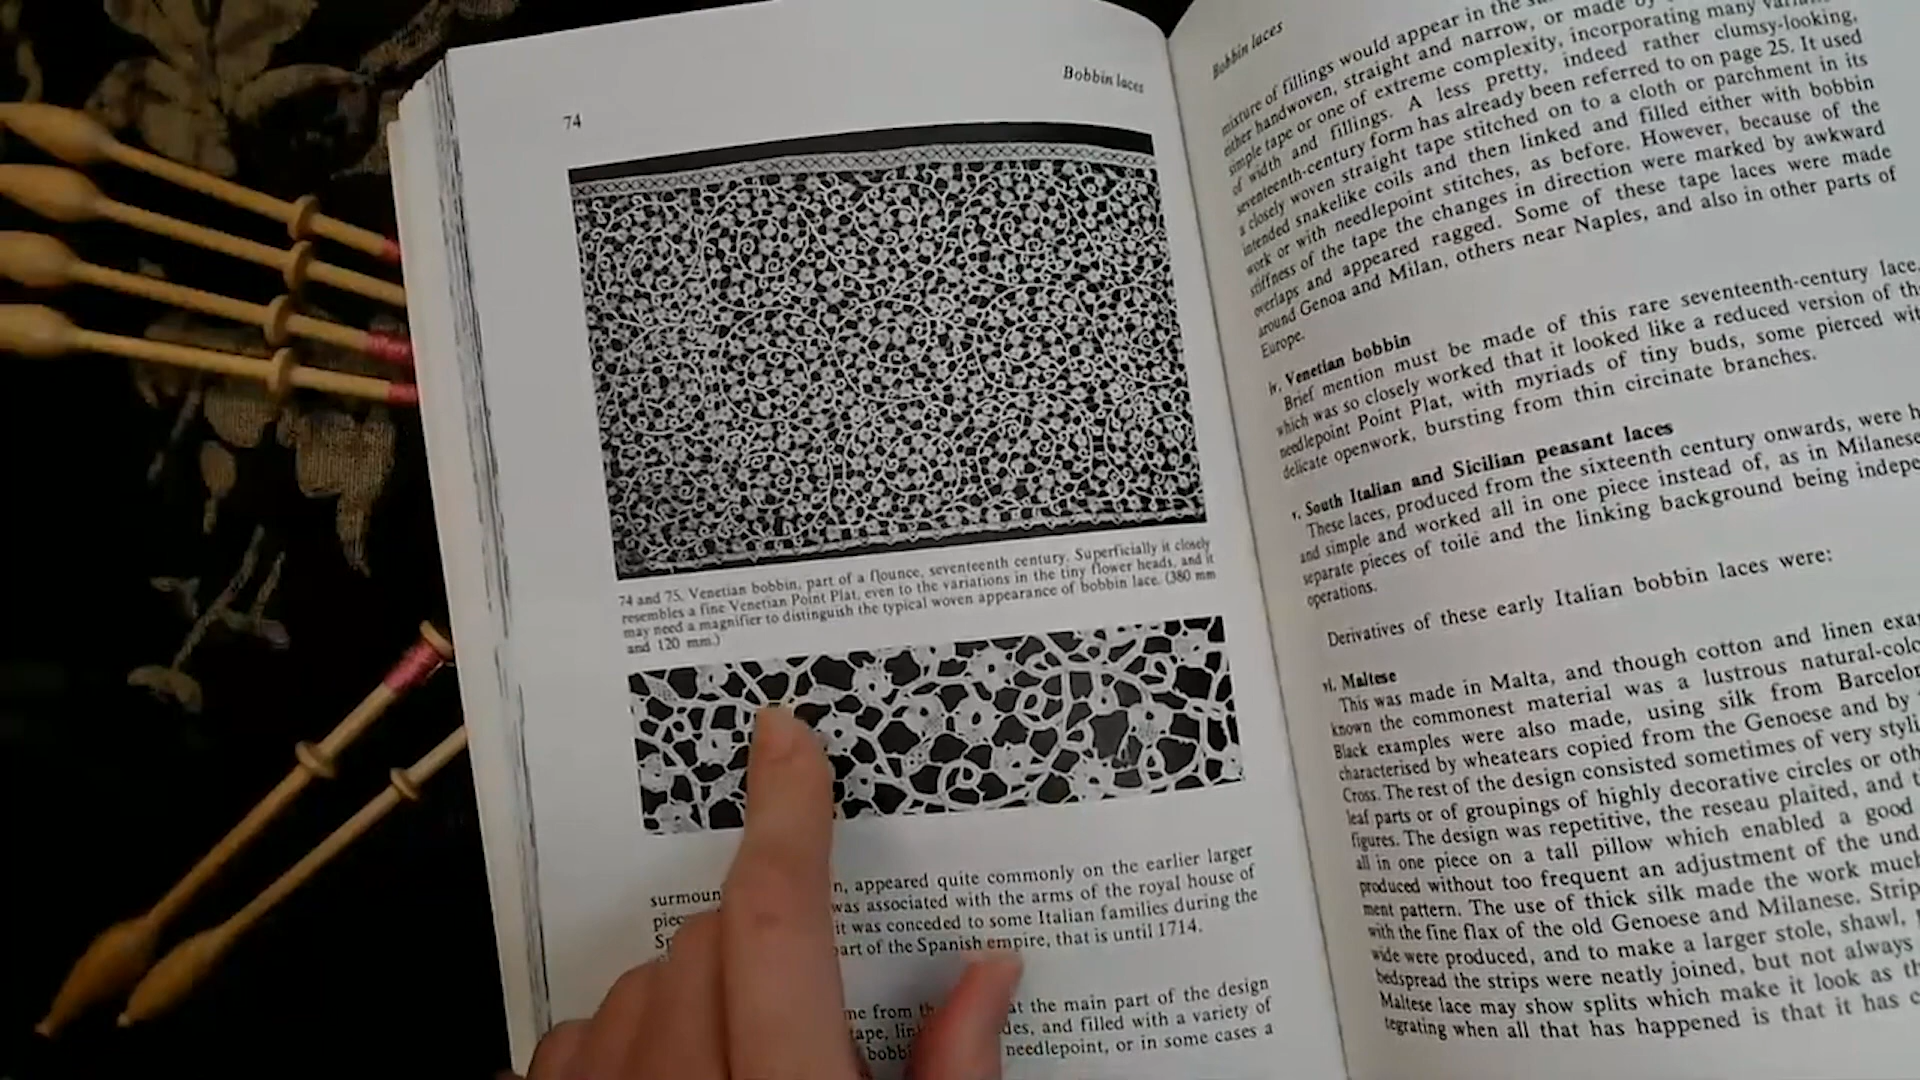 74
Bobbin laces
74 and 75. Venetian bobbin, part of a flounce, seventeenth century. Superficially it closely
resembles a fine Venetian Point Plat, even to the variations in the tiny flower heads, and it
may need a magnifier to distinguish the typical woven appearance of bobbin lace. (380 mm
and 120 mm.)
surmoun n, appeared quite commonly on the earlier larger
piec was associated with the arms of the royal house of
Sp it was conceded to some Italian families during the
art of the Spanish empire, that is until 1714.
me from th at the main part of the design
ape, lin des, and filled with a variety of
bobbi needlepoint, or in some cases a
Bobbin laces
mixture of fillings would appear in the
either handwoven, straight and narrow, or made by
simple tape or one of extreme complexity, incorporating many
of width and fillings. A less pretty, indeed rather clumsy-looking,
seventeenth-century form has already been referred to on page 25. It used
a closely woven straight tape stitched on to a cloth or parchment in its
intended snakelike coils and then linked and filled either with bobbin
work or with needlepoint stitches, as before. However, because of the
stiffness of the tape the changes in direction were marked by awkward
overlaps and appeared ragged. Some of these tape laces were made
around Genoa and Milan, others near Naples, and also in other parts of
Europe.
iv. Venetian bobbin
Brief mention must be made of this rare seventeenth-century lace,
which was so closely worked that it looked like a reduced version of the
needlepoint Point Plat, with myriads of tiny buds, some pierced wit
delicate openwork, bursting from thin circinate branches.
v. South Italian and Sicilian peasant laces
These laces, produced from the sixteenth century onwards, were h
and simple and worked all in one piece instead of, as in Milanese
separate pieces of toile and the linking background being indepe
operations.
Derivatives of these early Italian bobbin laces were:
vi. Maltese
This was made in Malta, and though cotton and linen exa
known the commonest material was a lustrous natural-colo
Black examples were also made, using silk from Barcelon
characterised by wheatears copied from the Genoese and by
Cross. The rest of the design consisted sometimes of very styli
leaf parts or of groupings of highly decorative circles or oth
figures. The design was repetitive, the reseau plaited, and t
all in one piece on a tall pillow which enabled a good
produced without too frequent an adjustment of the und
ment pattern. The use of thick silk made the work much
with the fine flax of the old Genoese and Milanese. Strip
wide were produced, and to make a larger stole, shawl,
bedspread the strips were neatly joined, but not always
Maltese lace may show splits which make it look as th
tegrating when all that has happened is that it has c